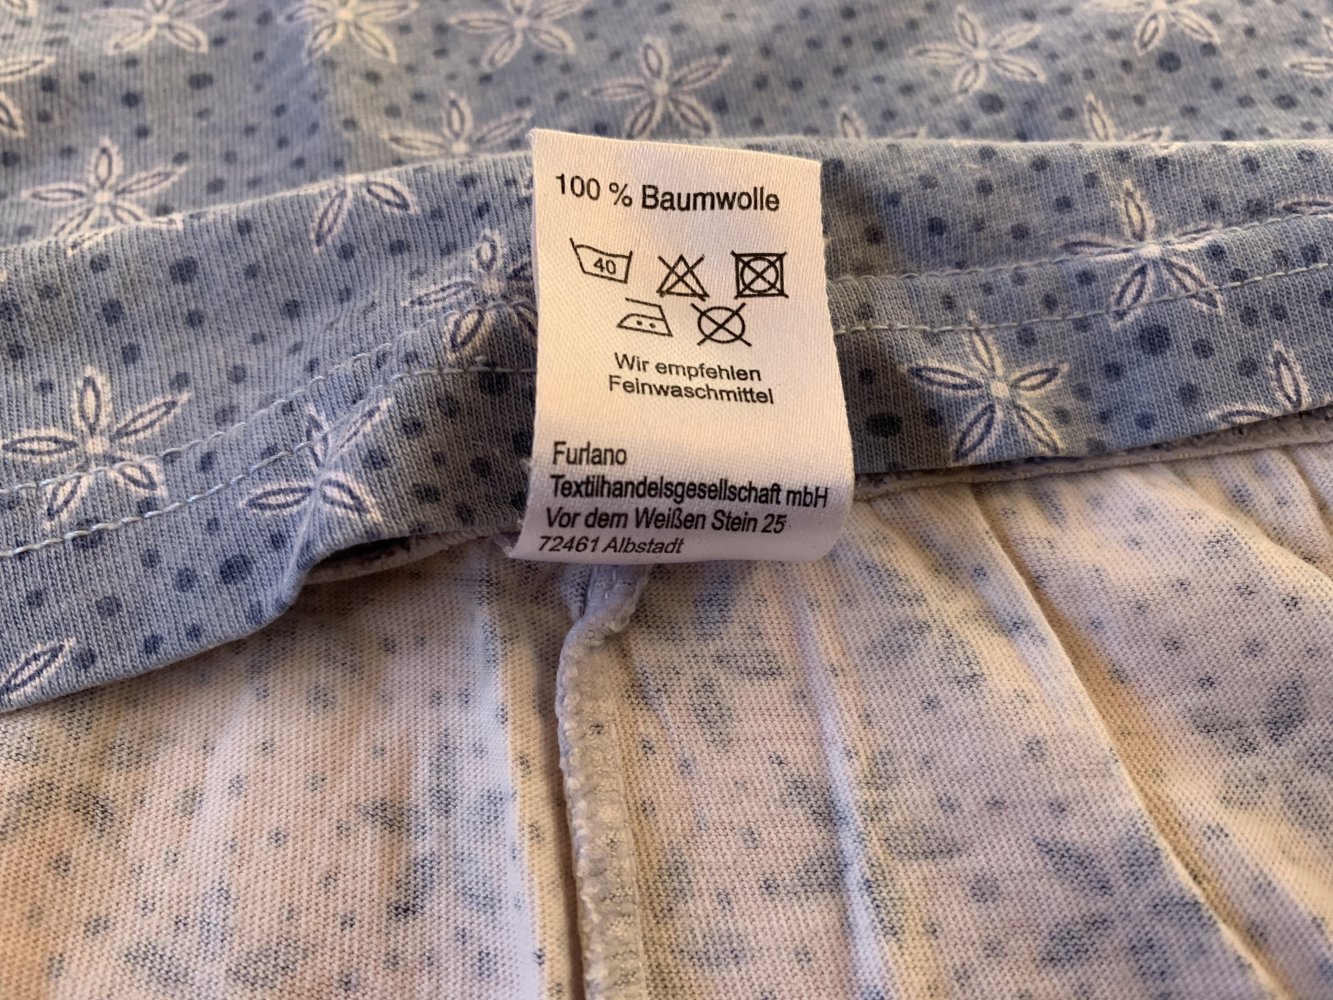 100 % Baumwolle
40
Wir empfehlen
Feinwaschmittel
Furlano
Textilhandelsgesellschaft mbH
Vor dem Weißen Stein 25
72461 Albstadt